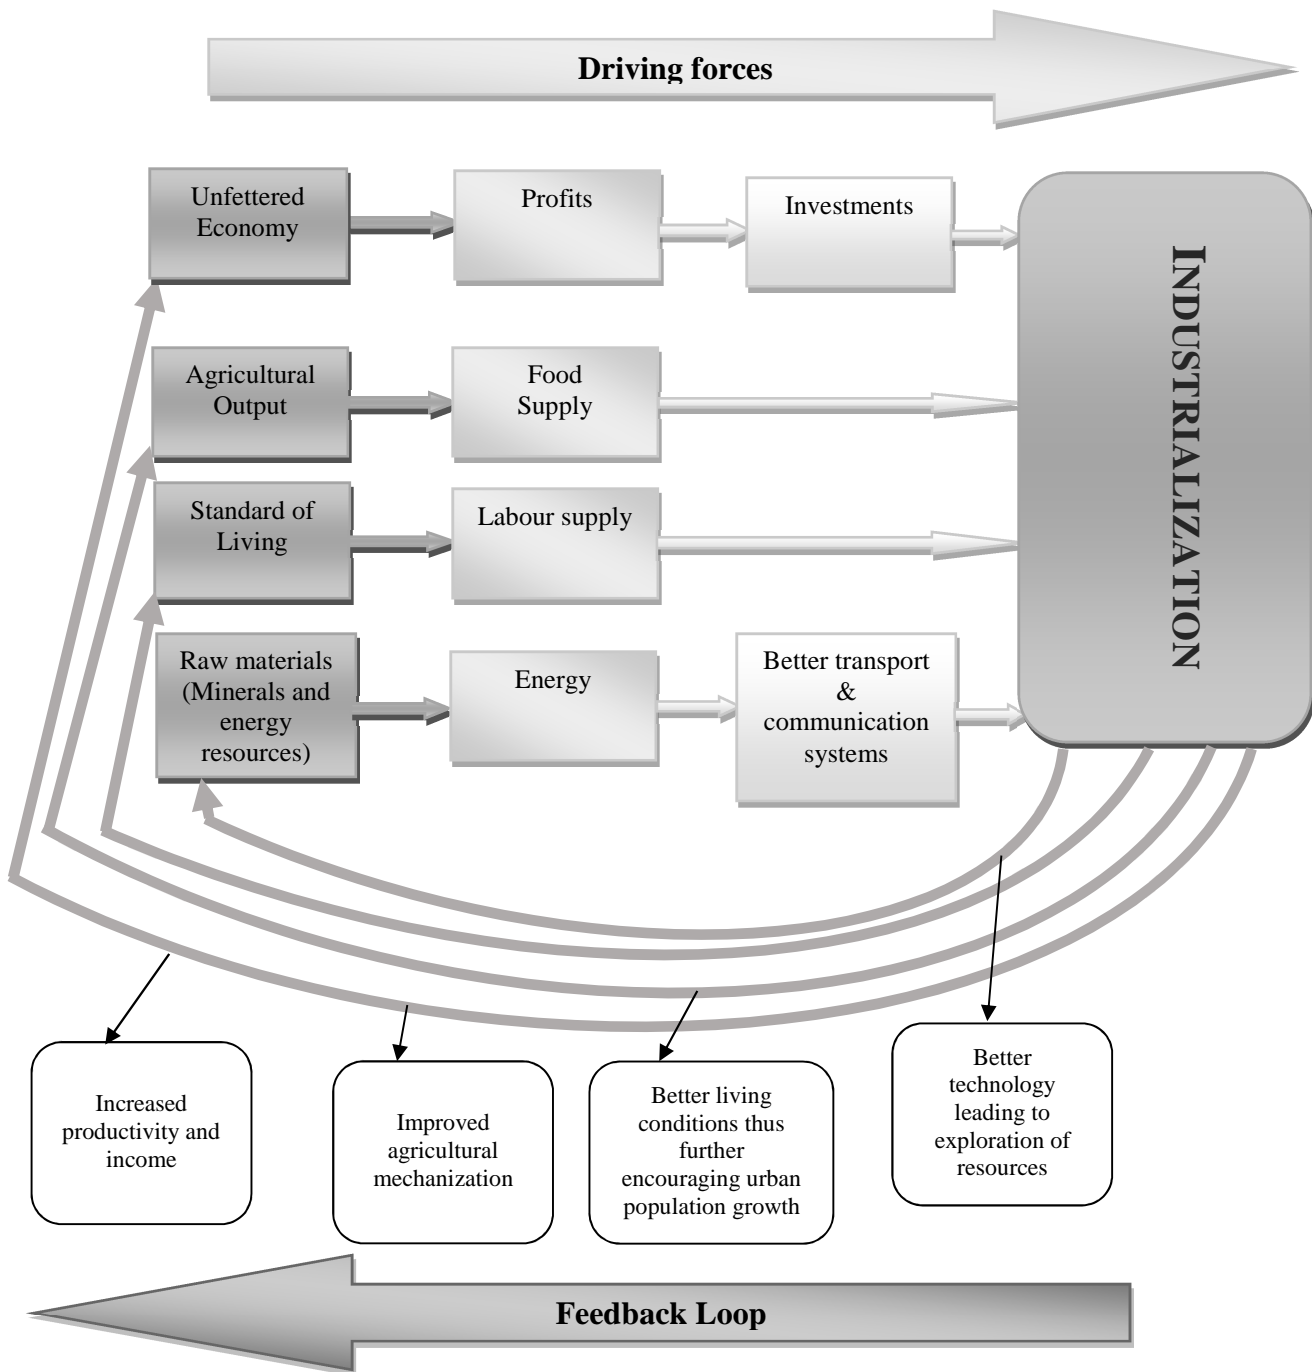 Driving forces
Unfettered
Economy
Profits
Investments
Agricultural
Output
Food
Supply
Standard of
Living
Labour supply
Raw materials
(Minerals and
energy
resources)
Energy
Better transport
&
communication
systems
INDUSTRIALIZATION
Increased
productivity and
income
Improved
agricultural
mechanization
Better living
conditions thus
further
encouraging urban
population growth
Better
technology
leading to
exploration of
resources
Feedback Loop